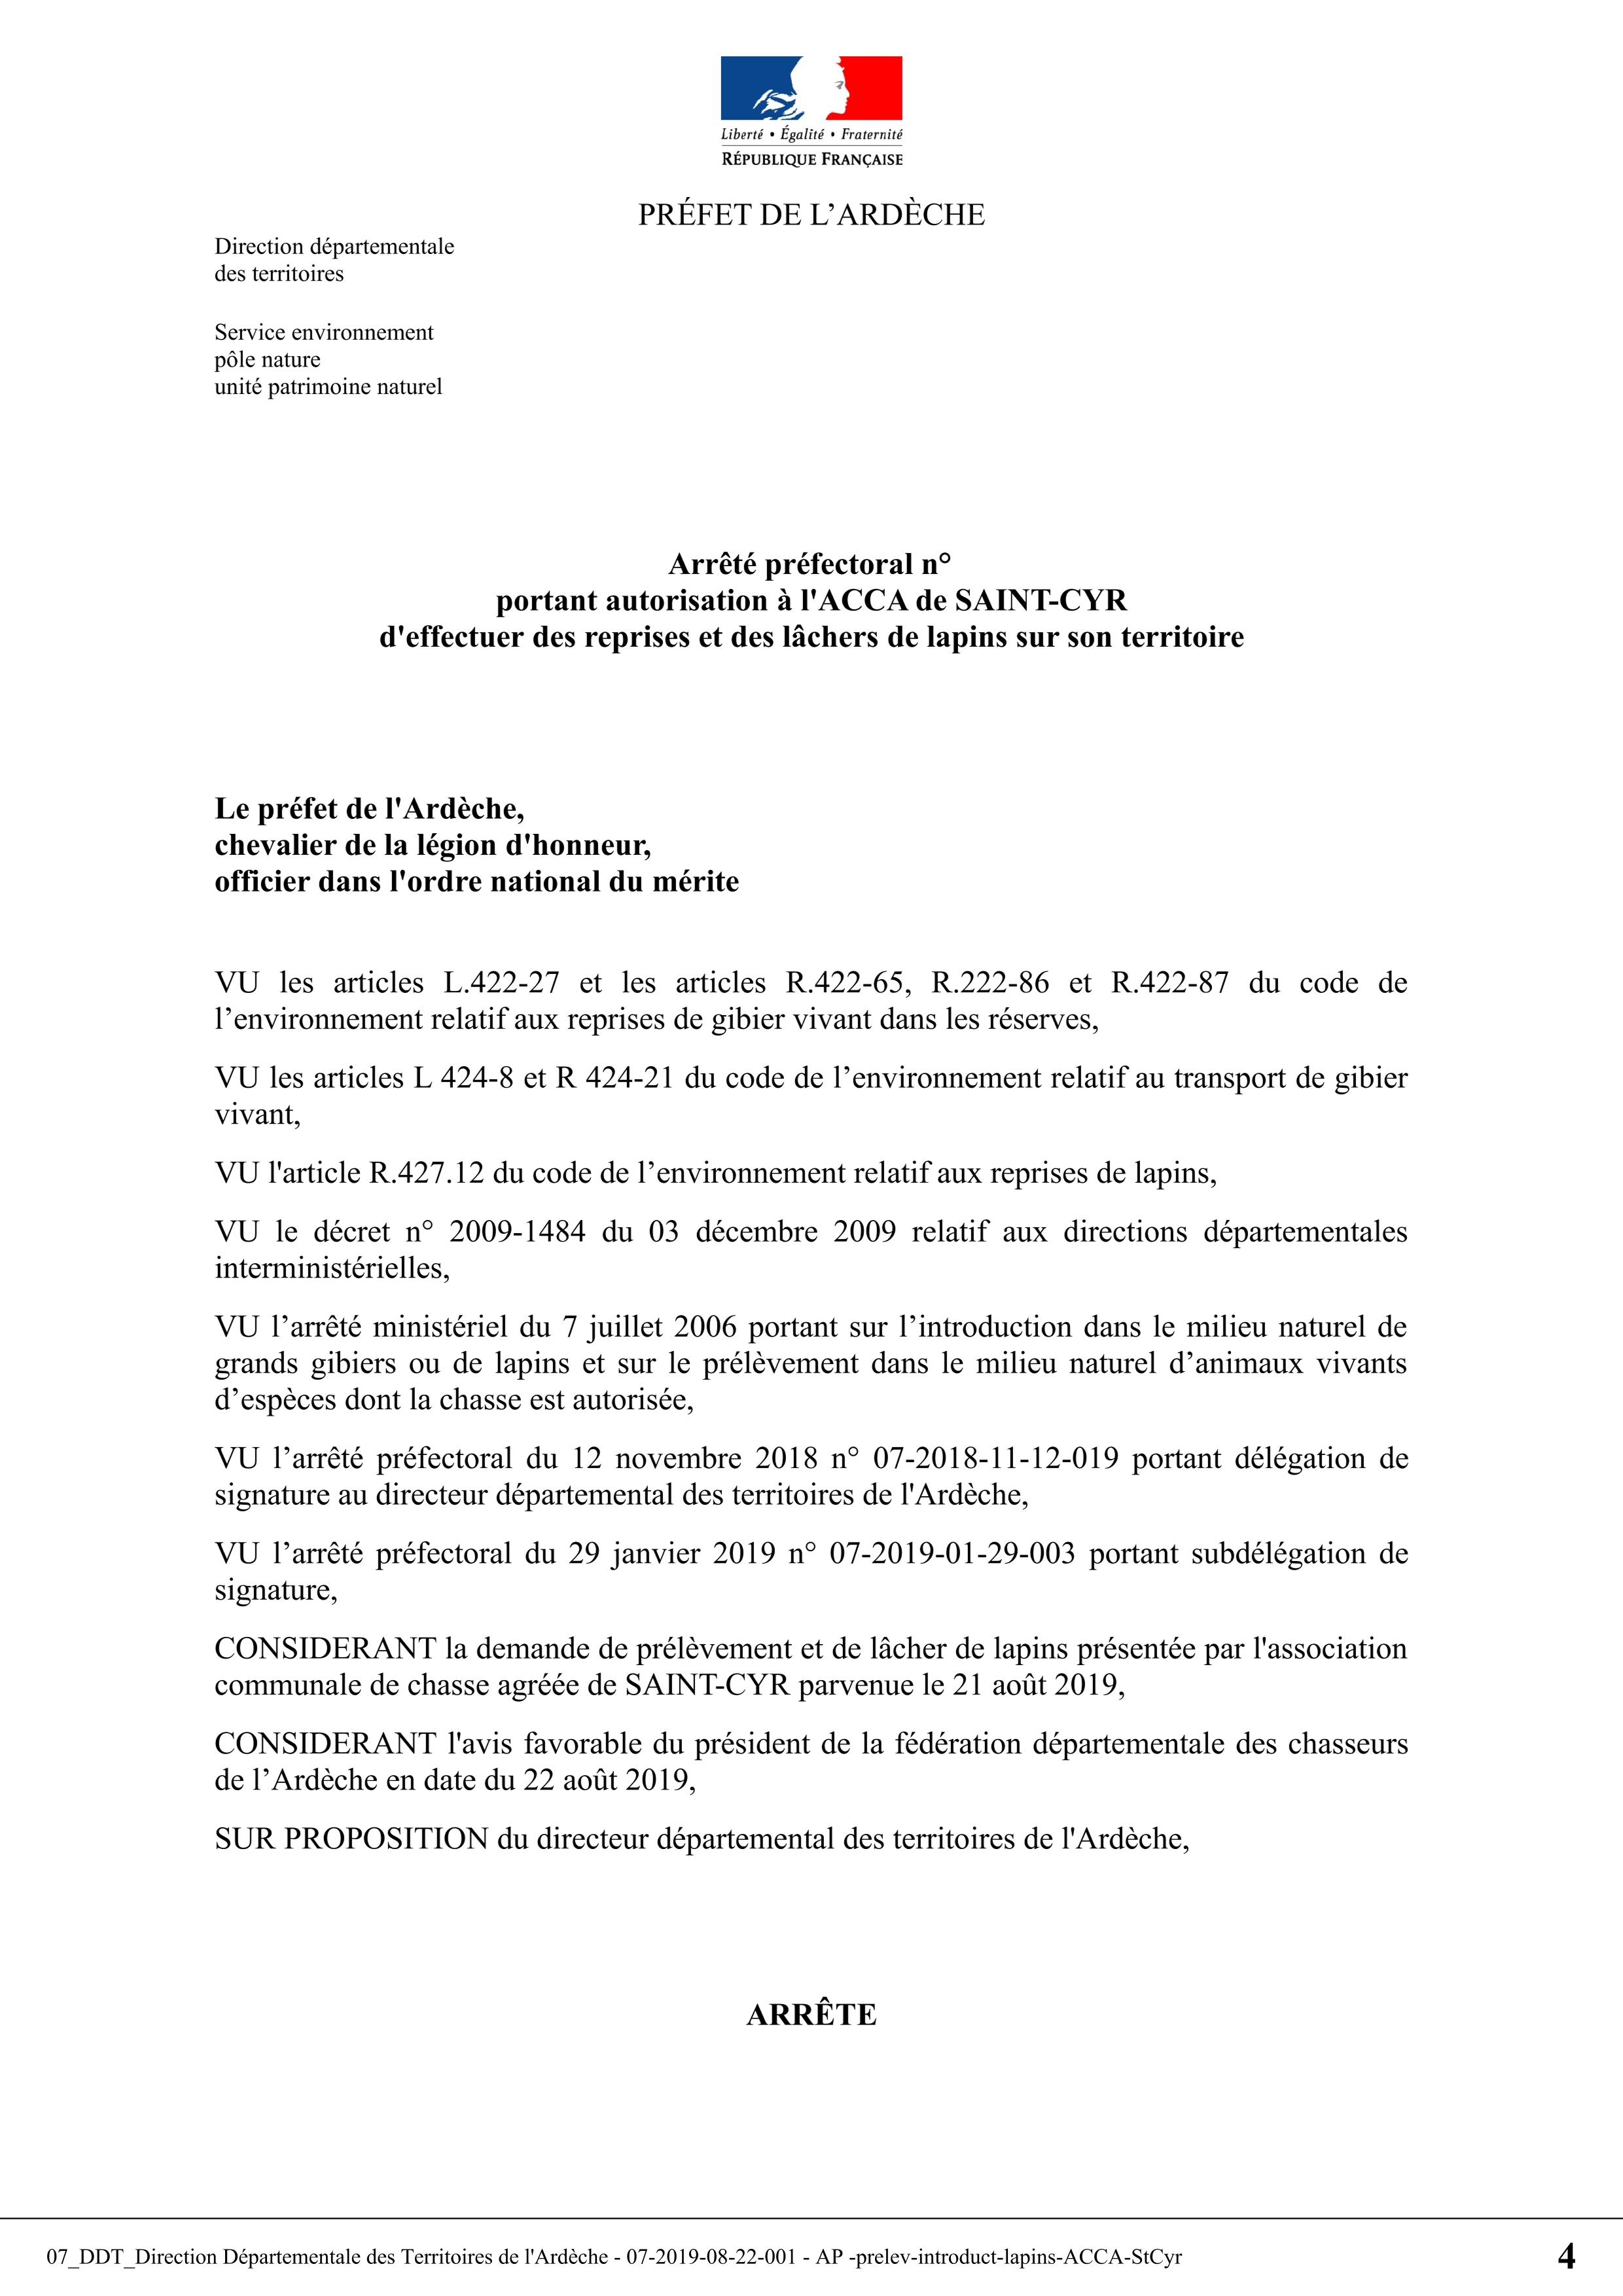 Liberté • Égalité • Fraternité
RÉPUBLIQUE FRANÇAISE
PRÉFET DE L’ARDÈCHE
Direction départementale
des territoires
Service environnement
pôle nature
unité patrimoine naturel
Arrêté préfectoral n°
portant autorisation à l'ACCA de SAINT-CYR
d'effectuer des reprises et des lâchers de lapins sur son territoire
Le préfet de l'Ardèche,
chevalier de la légion d'honneur,
officier dans l'ordre national du mérite
VU les articles L.422-27 et les articles R.422-65, R.222-86 et R.422-87 du code de
l’environnement relatif aux reprises de gibier vivant dans les réserves,
VU les articles L 424-8 et R 424-21 du code de l’environnement relatif au transport de gibier
vivant,
VU l'article R.427.12 du code de l’environnement relatif aux reprises de lapins,
VU le décret n° 2009-1484 du 03 décembre 2009 relatif aux directions départementales
interministérielles,
VU l’arrêté ministériel du 7 juillet 2006 portant sur l’introduction dans le milieu naturel de
grands gibiers ou de lapins et sur le prélèvement dans le milieu naturel d’animaux vivants
d’espèces dont la chasse est autorisée,
VU l’arrêté préfectoral du 12 novembre 2018 n° 07-2018-11-12-019 portant délégation de
signature au directeur départemental des territoires de l'Ardèche,
VU l’arrêté préfectoral du 29 janvier 2019 n° 07-2019-01-29-003 portant subdélégation de
signature,
CONSIDERANT la demande de prélèvement et de lâcher de lapins présentée par l'association
communale de chasse agréée de SAINT-CYR parvenue le 21 août 2019,
CONSIDERANT l'avis favorable du président de la fédération départementale des chasseurs
de l’Ardèche en date du 22 août 2019,
SUR PROPOSITION du directeur départemental des territoires de l'Ardèche,
ARRÊTE
07_DDT_Direction Départementale des Territoires de l'Ardèche - 07-2019-08-22-001 - AP -prelev-introduct-lapins-ACCA-StCyr
4